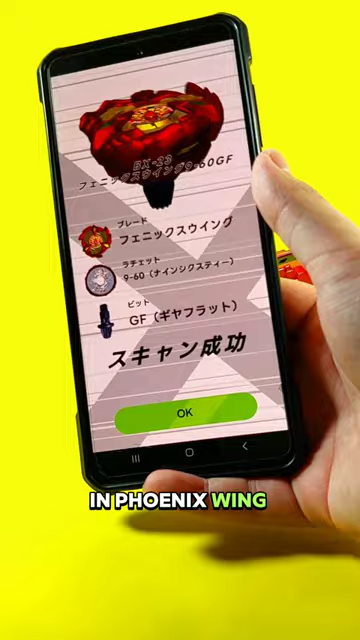 BX-23
フェニックスウイング9-60GF
ブレード
フェニックスウイング
ラチェット
9-60（ナインシックスティー）
ビット
GF（ギヤフラット）
スキャン成功
OK
IN PHOENIX WING